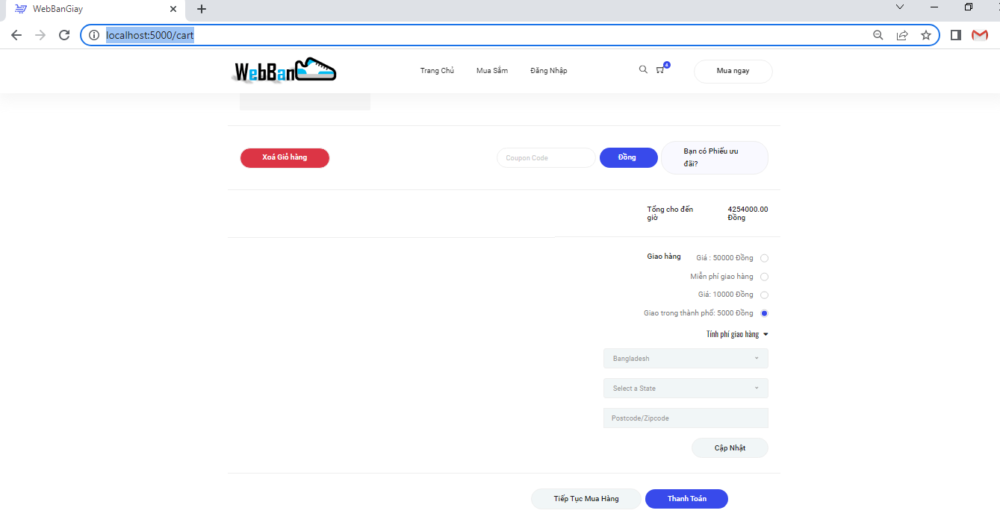 WebBanGiay
localhost:5000/cart
WebBan
Trang Chủ
Mua Sắm
Đăng Nhập
4
Mua ngay
Xoá Giỏ hàng
Coupon Code
Đồng
Bạn có Phiếu ưu
đãi?
Tổng cho đến
giờ
4254000.00
Đồng
Giao hàng
Giá : 50000 Đồng
Miễn phí giao hàng
Giá: 10000 Đồng
Giao trong thành phố: 5000 Đồng
Tính phí giao hàng
Bangladesh
Select a State
Postcode/Zipcode
Cập Nhật
Tiếp Tục Mua Hàng
Thanh Toán